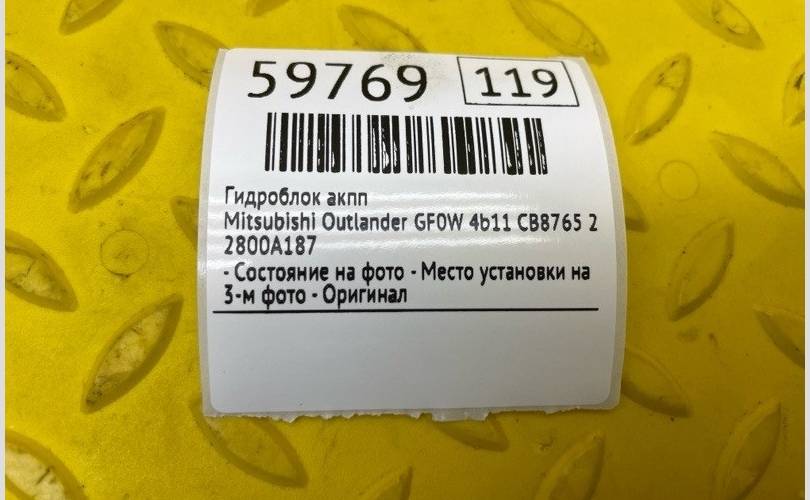 59769 119
Гидроблок акпп
Mitsubishi Outlander GF0W 4b11 CB8765 2
2800A187
- Состояние на фото - Место установки на
3-м фото - Оригинал